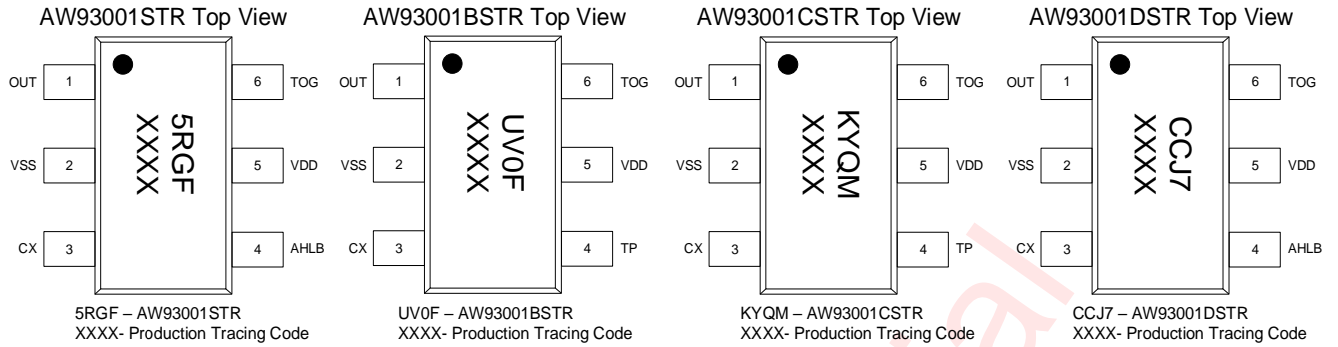 AW93001STR Top View
OUT 1
6 TOG
VSS 2
5 VDD
CX 3
4 AHLB
5RGF
XXXX
5RGF – AW93001STR
XXXX- Production Tracing Code
AW93001BSTR Top View
OUT 1
6 TOG
VSS 2
5 VDD
CX 3
4 TP
UV0F
XXXX
UV0F – AW93001BSTR
XXXX- Production Tracing Code
AW93001CSTR Top View
OUT 1
6 TOG
VSS 2
5 VDD
CX 3
4 TP
KYQM
XXXX
KYQM – AW93001CSTR
XXXX- Production Tracing Code
AW93001DSTR Top View
OUT 1
6 TOG
VSS 2
5 VDD
CX 3
4 AHLB
CCJ7
XXXX
CCJ7 – AW93001DSTR
XXXX- Production Tracing Code